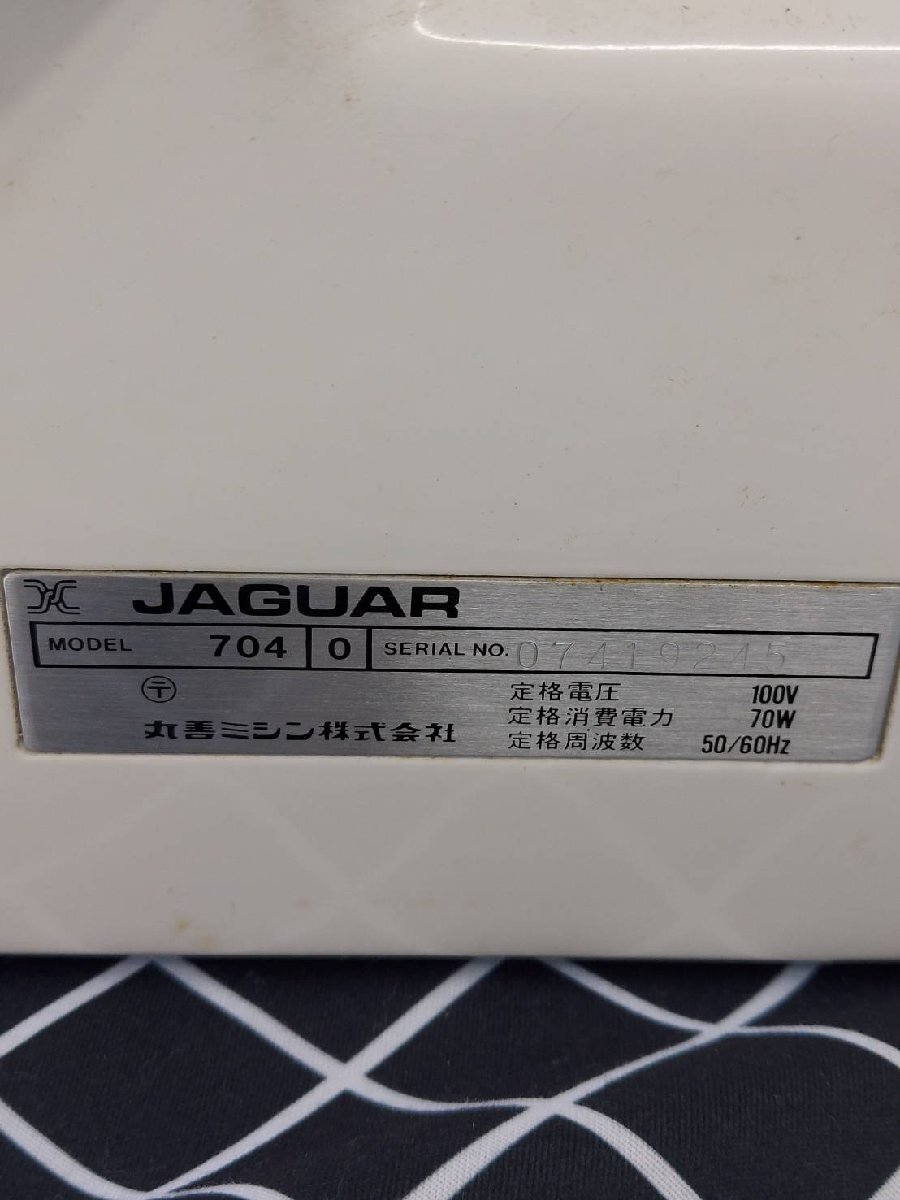 JAGUAR
MODEL 704 0 SERIAL NO. 07419245
〒
丸善ミシン株式会社
定格電圧 100V
定格消費電力 70W
定格周波数 50/60Hz